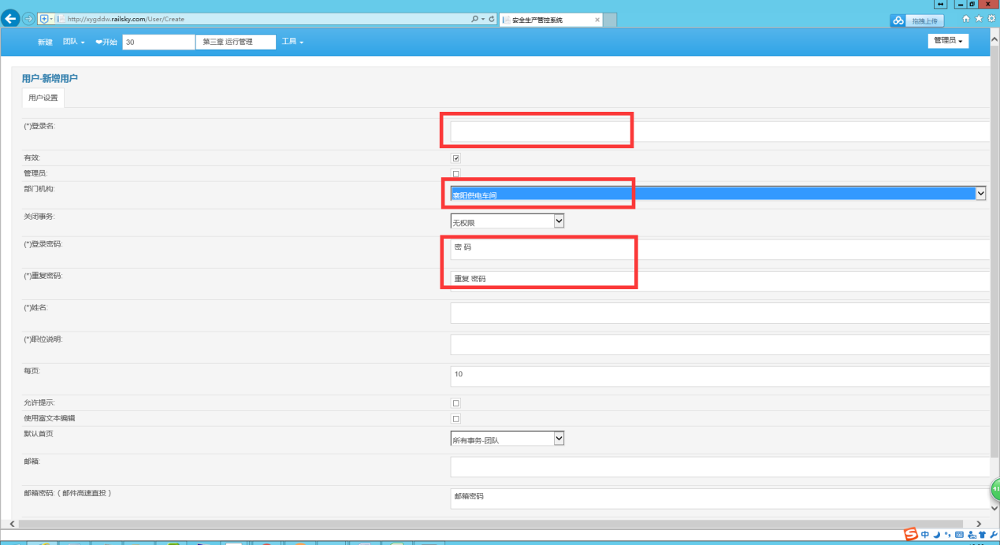 http://xygddw.railsky.com/User/Create
安全生产管控系统
拖拽上传
新建 团队 ❤开始 30 第三章 运行管理 工具 管理员
用户-新增用户
用户设置
(*)登录名:
有效:
管理员:
部门机构: 襄阳供电车间
关闭事务: 无权限
(*)登录密码: 密 码
(*)重复密码: 重复 密码
(*)姓名:
(*)职位说明:
每页: 10
允许提示:
使用富文本编辑
默认首页 所有事务-团队
邮箱:
邮箱密码:（邮件高速直投） 邮箱密码
中